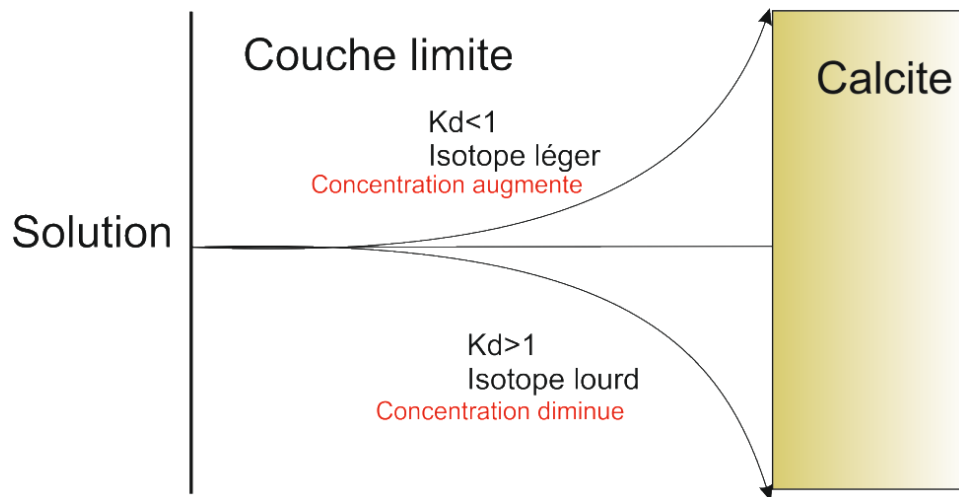 Couche limite
Calcite
Kd<1
Isotope léger
Concentration augmente
Solution
Kd>1
Isotope lourd
Concentration diminue